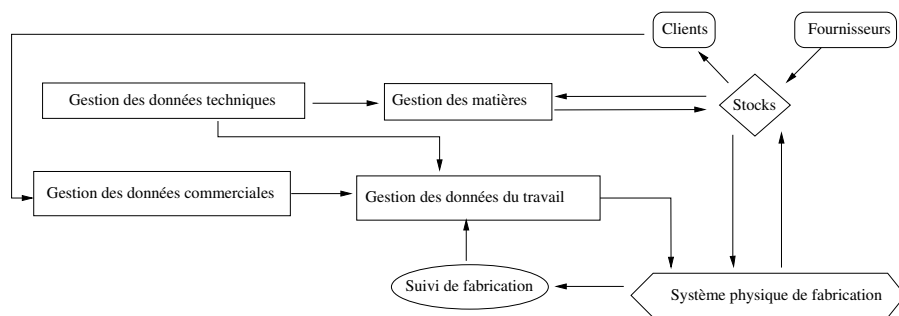 Clients
Fournisseurs
Gestion des données techniques
Gestion des matières
Stocks
Gestion des données commerciales
Gestion des données du travail
Suivi de fabrication
Système physique de fabrication